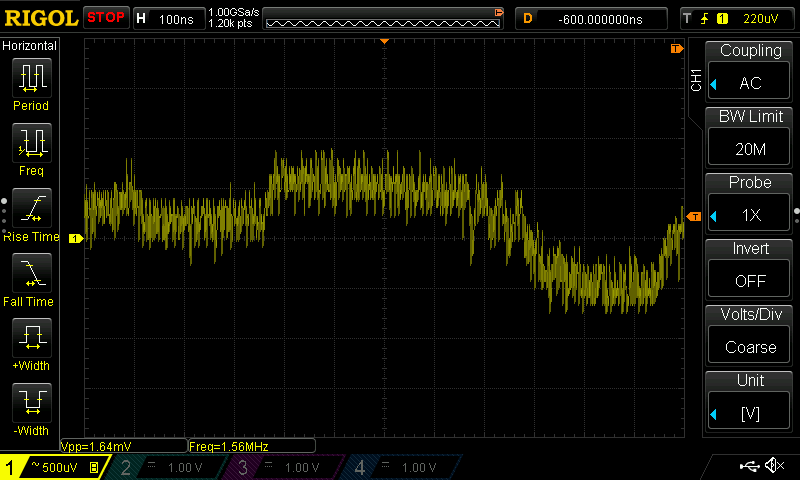 RIGOL STOP H 100ns 1.00GSa/s D -600.000000ns T 1 220uV
1.20k pts
T
Horizontal
Period
Freq
Rise Time
Fall Time
+Width
-Width
1
T
CH1
Coupling
AC
BW Limit
20M
Probe
1X
Invert
OFF
Volts/Div
Coarse
Unit
[V]
Vpp=1.64mV Freq=1.56MHz
1 ~ 500uV B 2 1.00 V 3 1.00 V 4 1.00 V